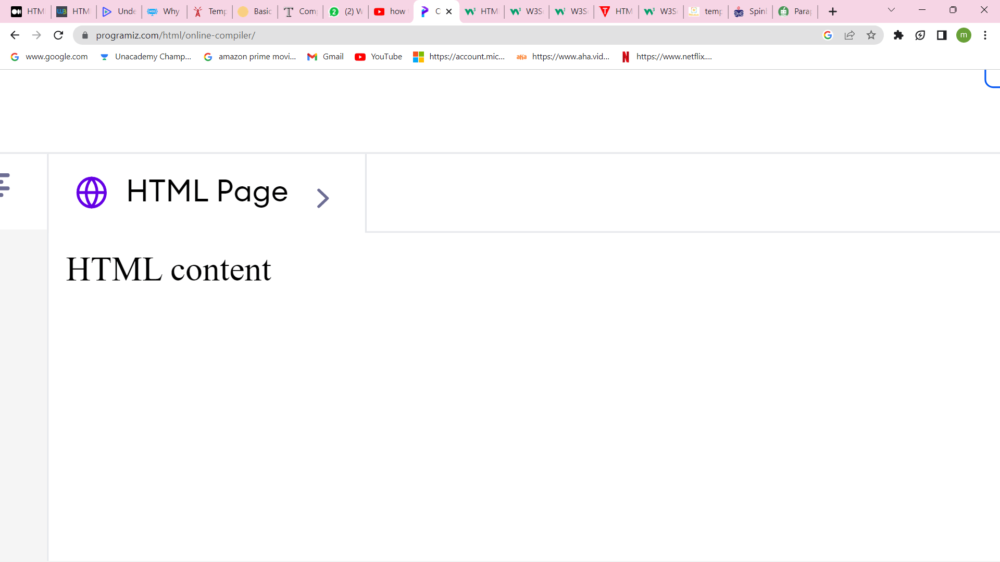 HTMl Unde Why Temp Basic Com (2) W how C HTM W3S W3S HTM W3S temp Spin Para
programiz.com/html/online-compiler/
m
www.google.com Unacademy Champ... amazon prime movi... Gmail YouTube https://account.mic... https://www.aha.vid... https://www.netflix....
HTML Page
HTML content